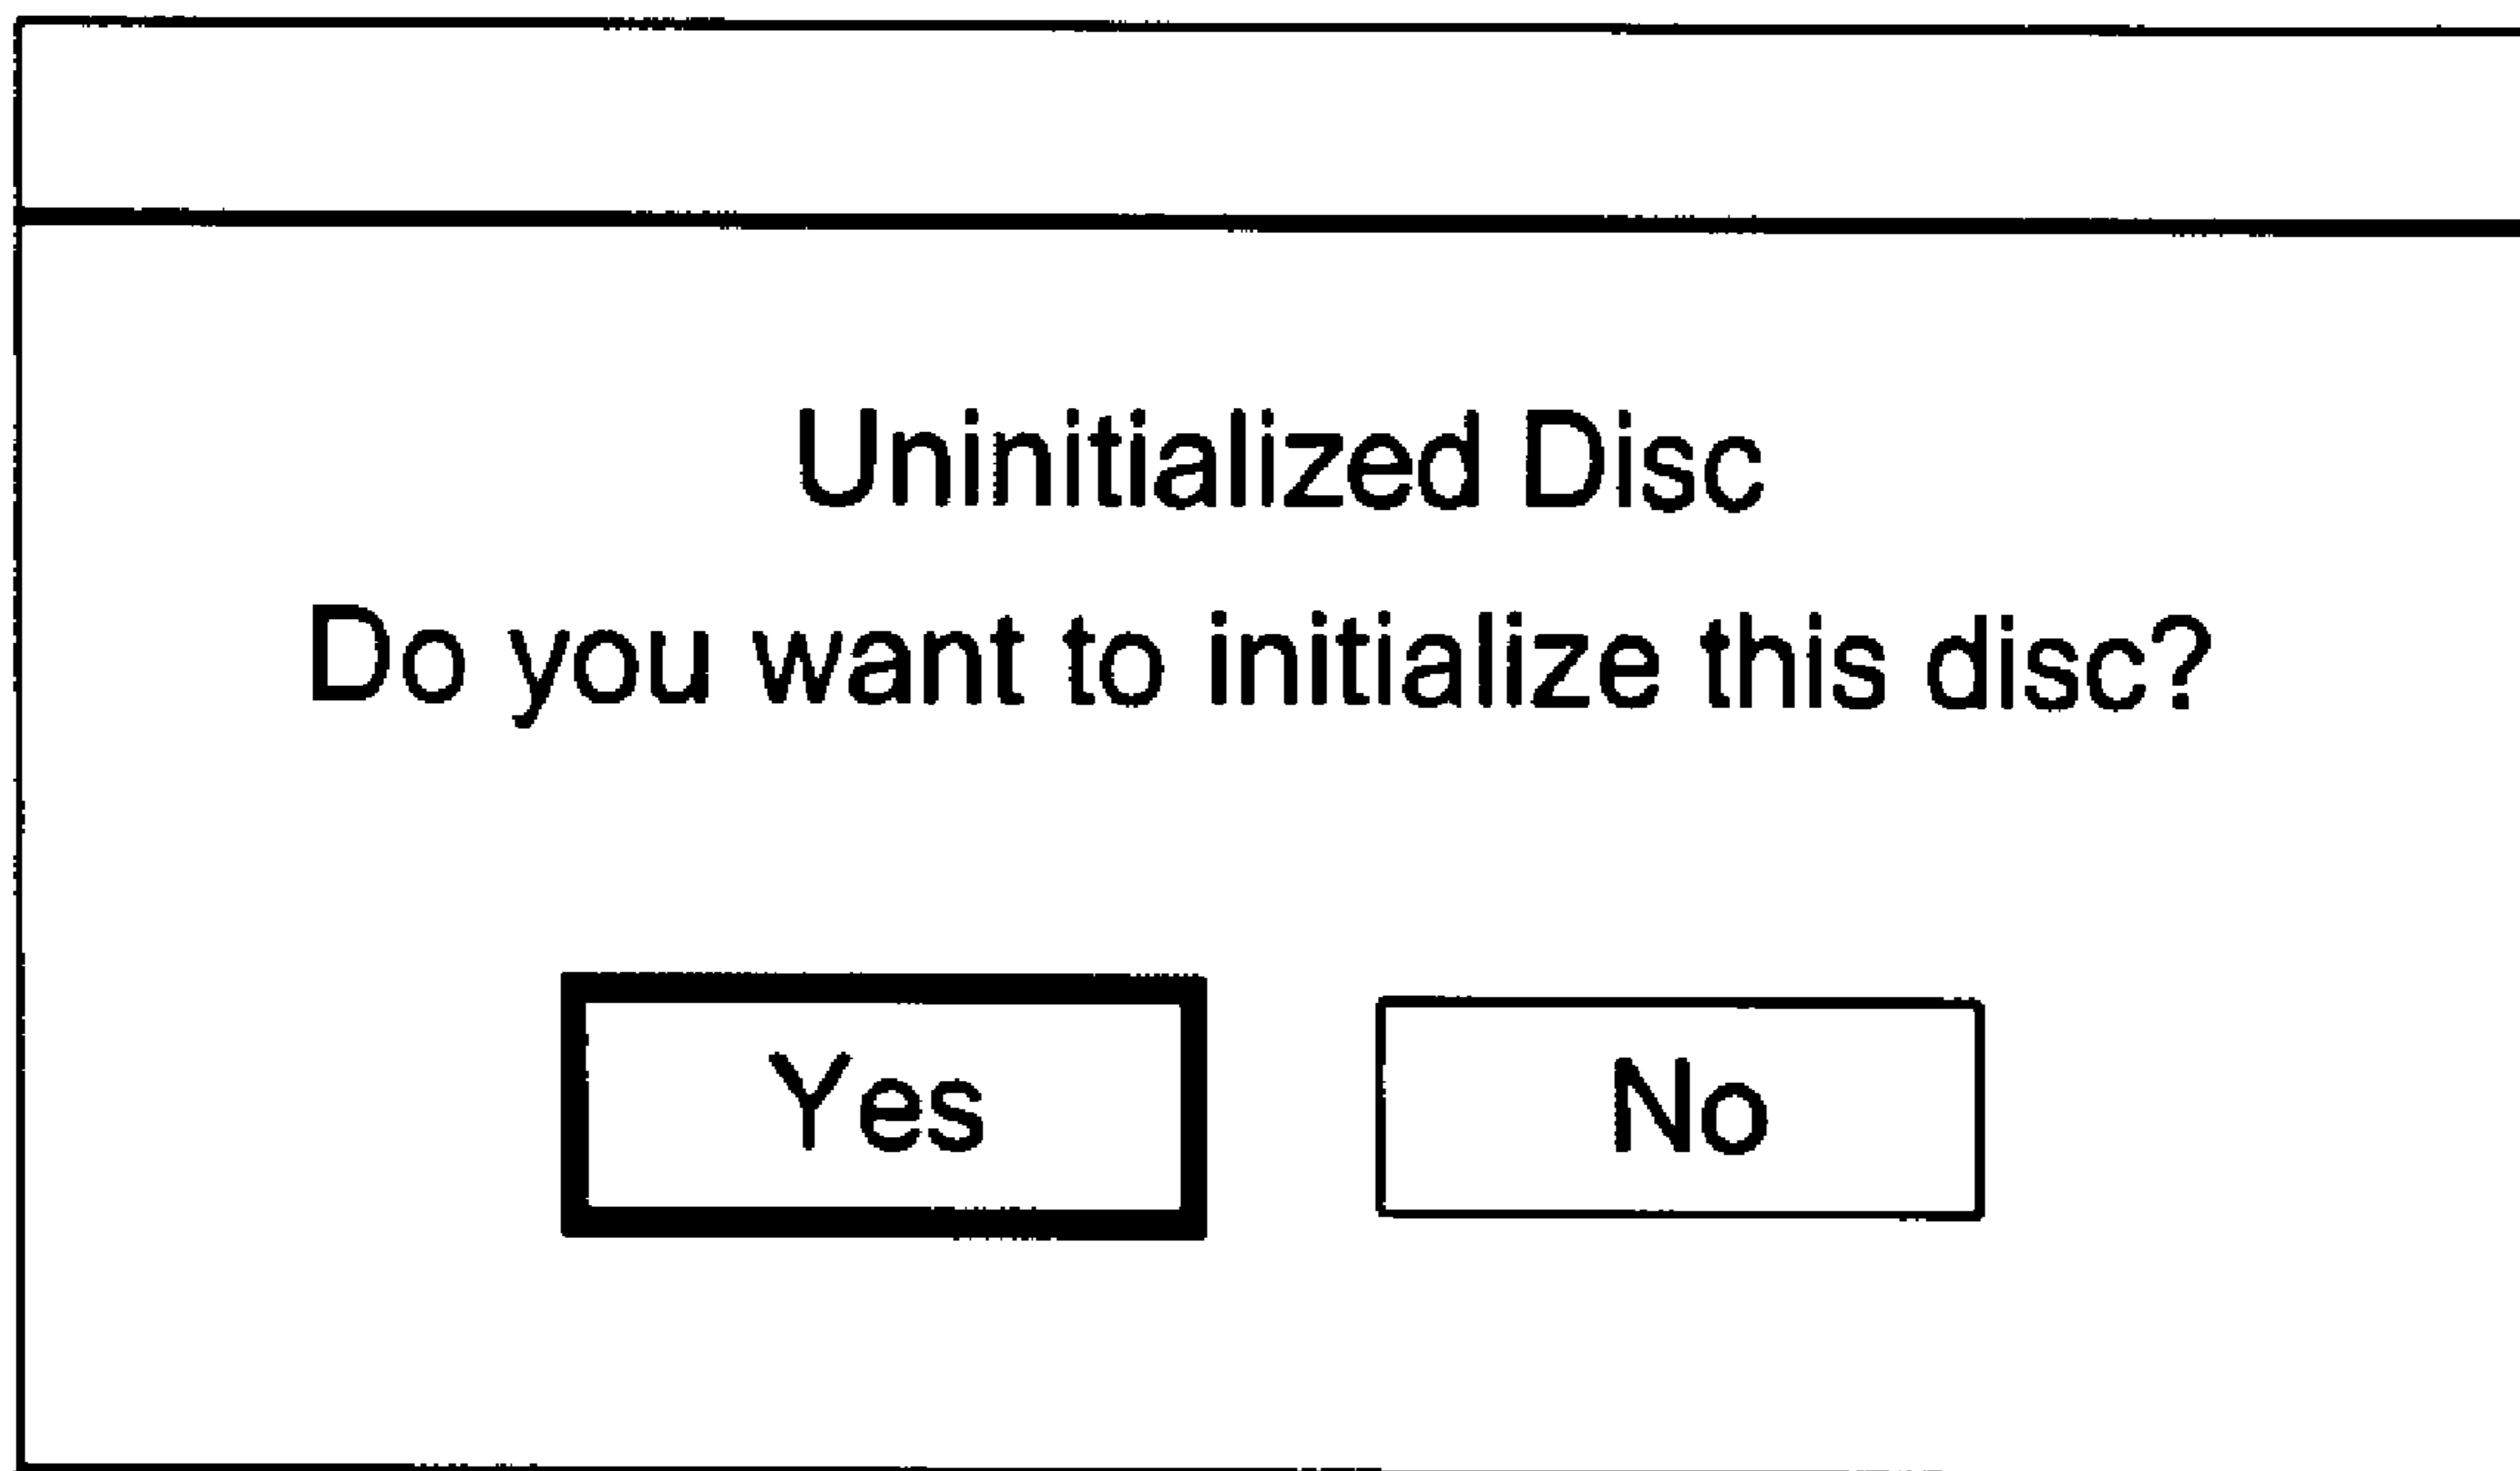 Uninitialized Disc
Do you want to initialize this disc?
Yes No